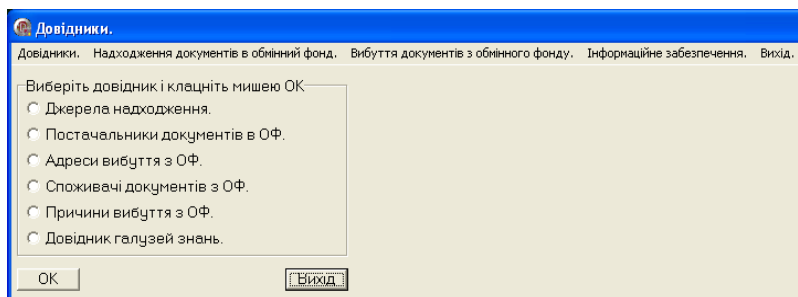 Довідники.
Довідники. Надходження документів в обмінний фонд. Вибуття документів з обмінного фонду. Інформаційне забезпечення. Вихід.
Виберіть довідник і клацніть мишею ОК
Джерела надходження.
Постачальники документів в ОФ.
Адреси вибуття з ОФ.
Споживачі документів з ОФ.
Причини вибуття з ОФ.
Довідник галузей знань.
ОК Вихід